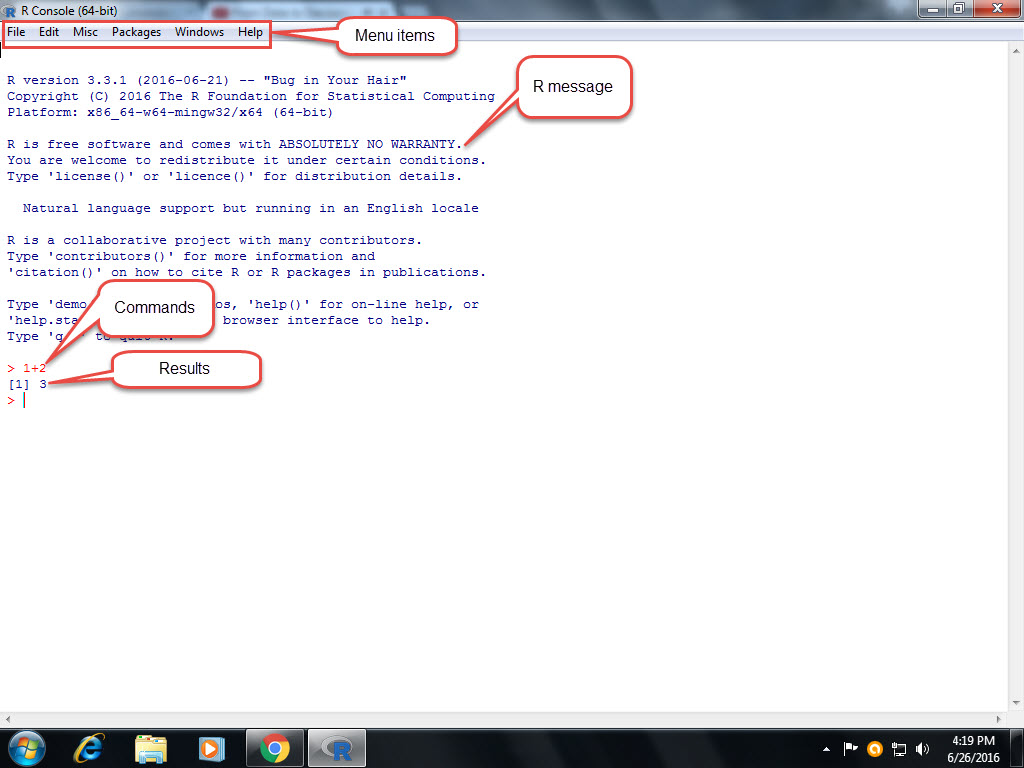 R Console (64-bit)
File Edit Misc Packages Windows Help
Menu items
R version 3.3.1 (2016-06-21) -- "Bug in Your Hair"
Copyright (C) 2016 The R Foundation for Statistical Computing
Platform: x86_64-w64-mingw32/x64 (64-bit)
R message
R is free software and comes with ABSOLUTELY NO WARRANTY.
You are welcome to redistribute it under certain conditions.
Type 'license()' or 'licence()' for distribution details.
Natural language support but running in an English locale
R is a collaborative project with many contributors.
Type 'contributors()' for more information and
'citation()' on how to cite R or R packages in publications.
Type 'demo os, 'help()' for on-line help, or
'help.sta browser interface to help.
Type 'q to quit R.
Commands
> 1+2
Results
[1] 3
>
4:19 PM
6/26/2016